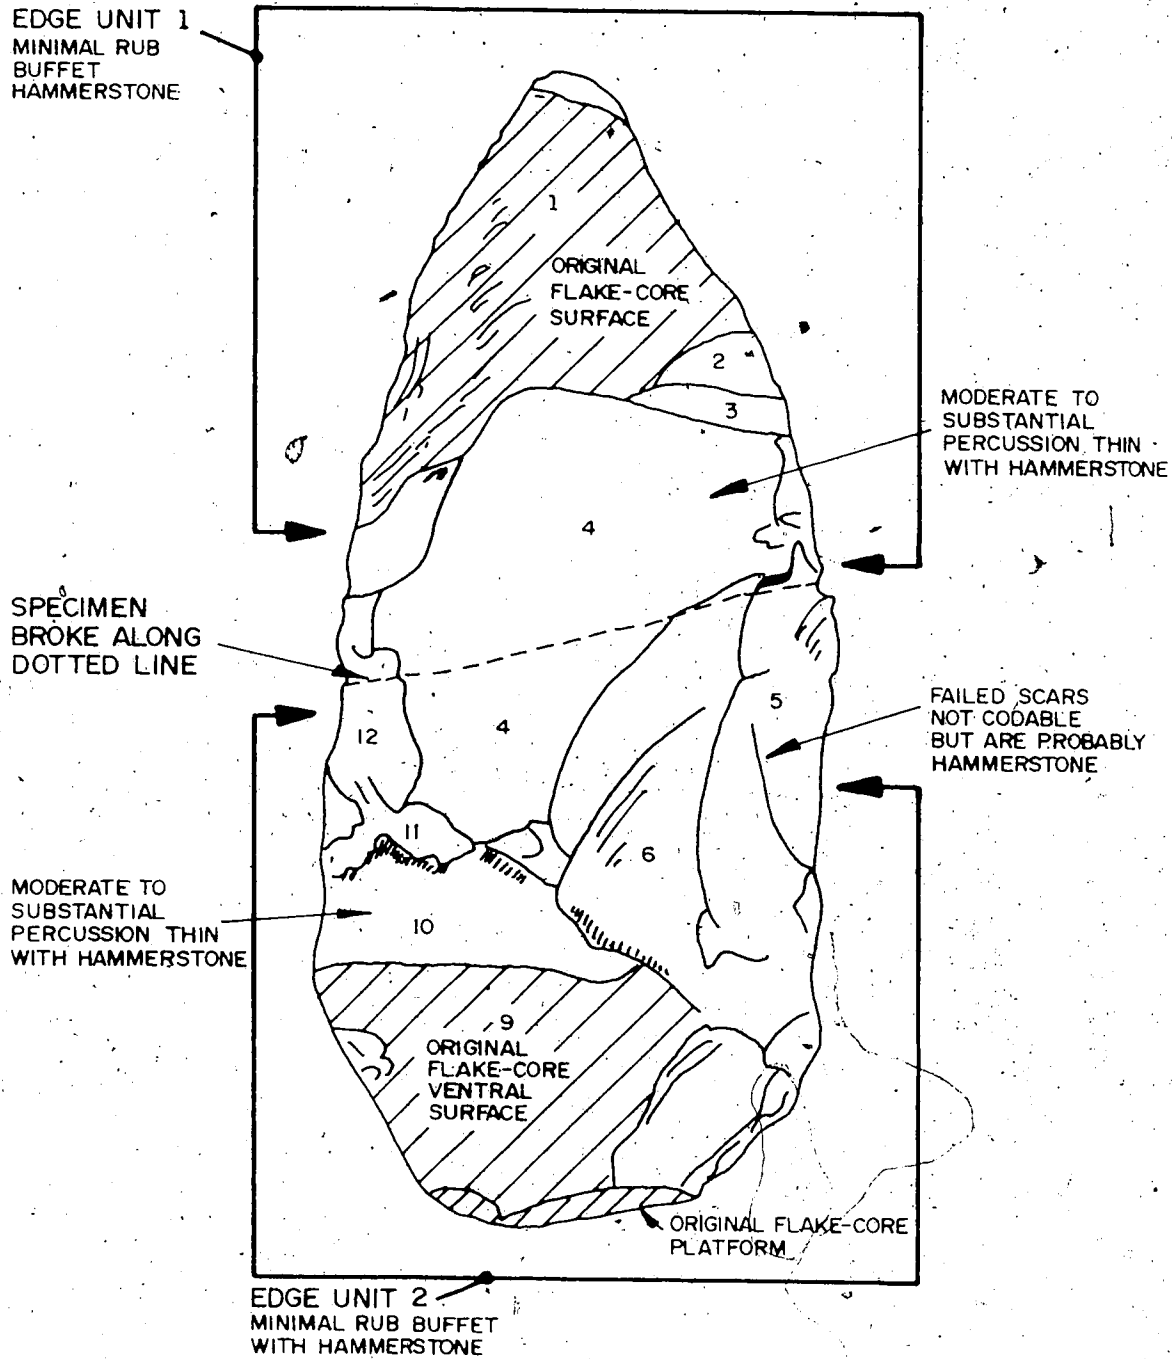 EDGE UNIT 1
MINIMAL RUB
BUFFET
HAMMERSTONE
1
ORIGINAL
FLAKE-CORE
SURFACE
2
3
MODERATE TO
SUBSTANTIAL
PERCUSSION THIN
WITH HAMMERSTONE
4
SPECIMEN
BROKE ALONG
DOTTED LINE
5
FAILED SCARS
NOT CODABLE
BUT ARE PROBABLY
HAMMERSTONE
12
4
11
6
MODERATE TO
SUBSTANTIAL
PERCUSSION THIN
WITH HAMMERSTONE
10
9
ORIGINAL
FLAKE-CORE
VENTRAL
SURFACE
ORIGINAL FLAKE-CORE
PLATFORM
EDGE UNIT 2
MINIMAL RUB BUFFET
WITH HAMMERSTONE